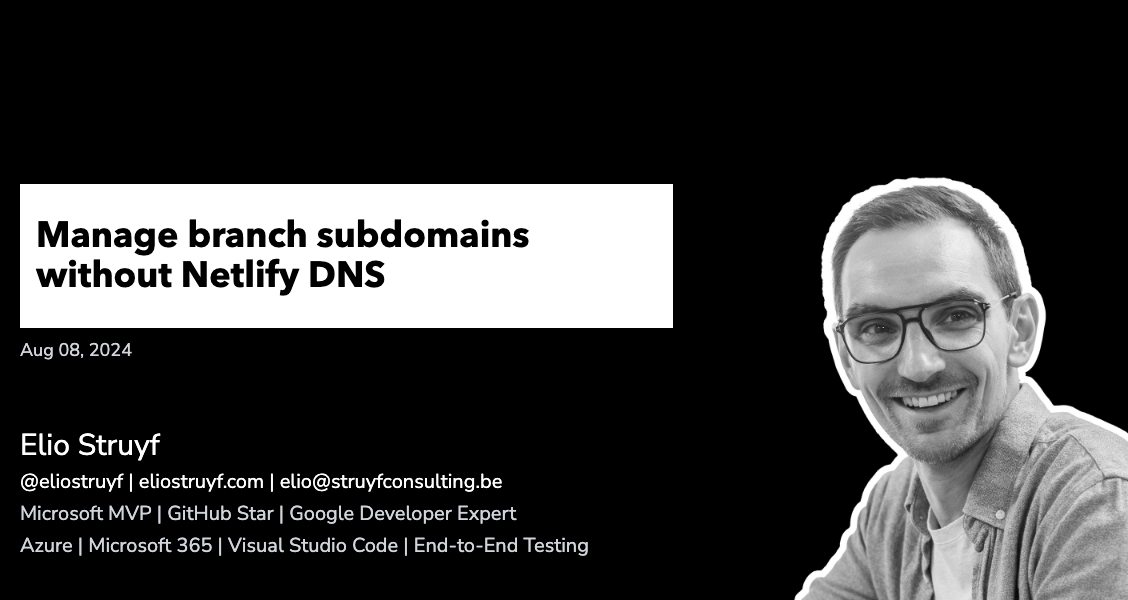 Manage branch subdomains
without Netlify DNS
Aug 08, 2024
Elio Struyf
@eliostruyf | eliostruyf.com | elio@struyfconsulting.be
Microsoft MVP | GitHub Star | Google Developer Expert
Azure | Microsoft 365 | Visual Studio Code | End-to-End Testing